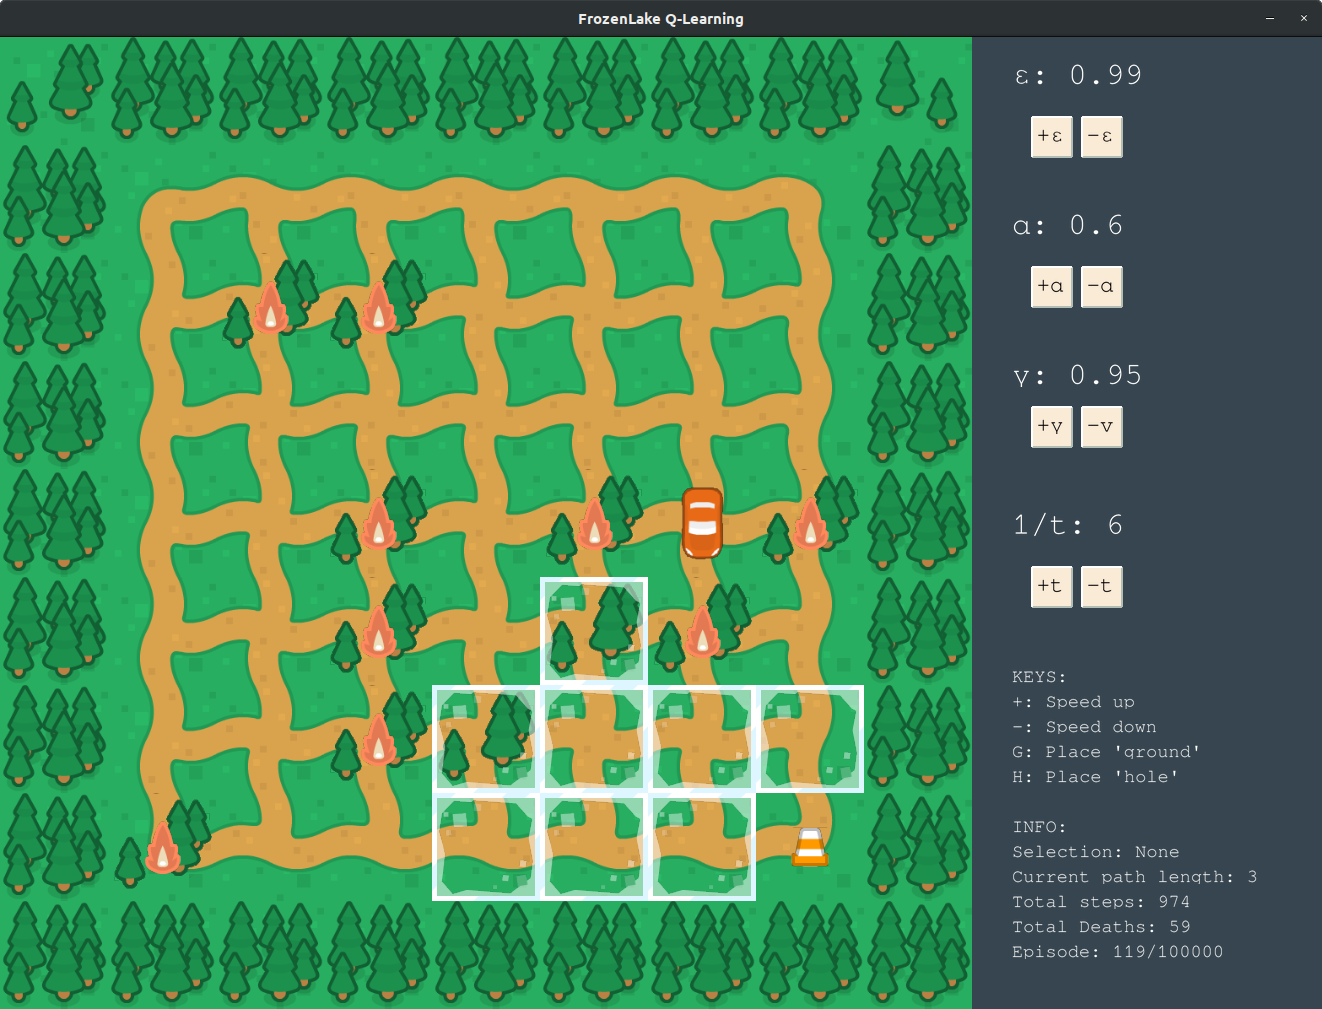 FrozenLake Q-Learning
ε: 0.99
+ε -ε
α: 0.6
+α -α
γ: 0.95
+γ -γ
1/t: 6
+t -t
KEYS:
+: Speed up
-: Speed down
G: Place 'ground'
H: Place 'hole'
INFO:
Selection: None
Current path length: 3
Total steps: 974
Total Deaths: 59
Episode: 119/100000